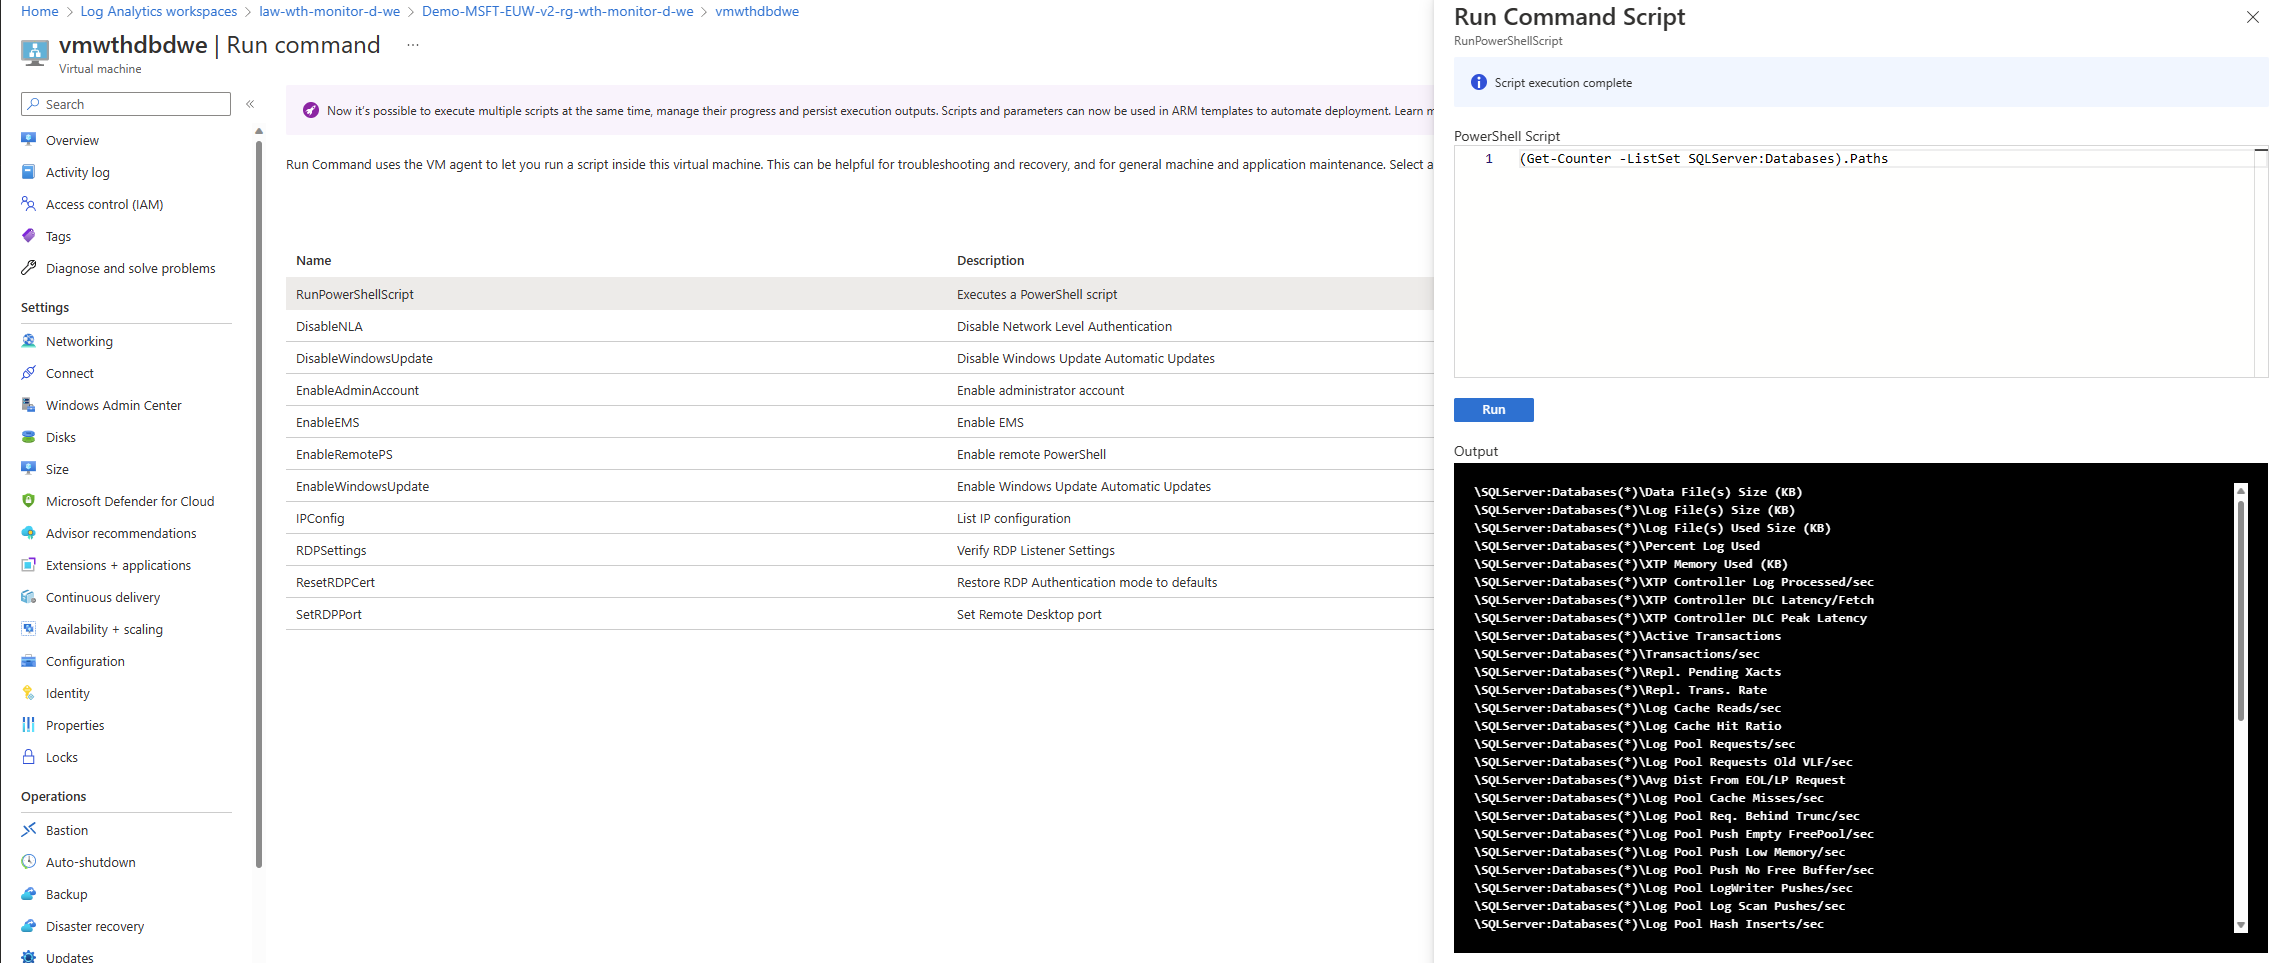 Home > Log Analytics workspaces > law-wth-monitor-d-we > Demo-MSFT-EUW-v2-rg-wth-monitor-d-we > vmwthdbdwe
vmwthdbdwe | Run command ...
Virtual machine
Search
Overview
Activity log
Access control (IAM)
Tags
Diagnose and solve problems
Settings
Networking
Connect
Windows Admin Center
Disks
Size
Microsoft Defender for Cloud
Advisor recommendations
Extensions + applications
Continuous delivery
Availability + scaling
Configuration
Identity
Properties
Locks
Operations
Bastion
Auto-shutdown
Backup
Disaster recovery
Updates
Now it's possible to execute multiple scripts at the same time, manage their progress and persist execution outputs. Scripts and parameters can now be used in ARM templates to automate deployment. Learn m
Run Command uses the VM agent to let you run a script inside this virtual machine. This can be helpful for troubleshooting and recovery, and for general machine and application maintenance. Select a
Name Description
RunPowerShellScript Executes a PowerShell script
DisableNLA Disable Network Level Authentication
DisableWindowsUpdate Disable Windows Update Automatic Updates
EnableAdminAccount Enable administrator account
EnableEMS Enable EMS
EnableRemotePS Enable remote PowerShell
EnableWindowsUpdate Enable Windows Update Automatic Updates
IPConfig List IP configuration
RDPSettings Verify RDP Listener Settings
ResetRDPCert Restore RDP Authentication mode to defaults
SetRDPPort Set Remote Desktop port
Run Command Script
RunPowerShellScript
Script execution complete
PowerShell Script
1 (Get-Counter -ListSet SQLServer:Databases).Paths
Run
Output
\SQLServer:Databases(*)\Data File(s) Size (KB)
\SQLServer:Databases(*)\Log File(s) Size (KB)
\SQLServer:Databases(*)\Log File(s) Used Size (KB)
\SQLServer:Databases(*)\Percent Log Used
\SQLServer:Databases(*)\XTP Memory Used (KB)
\SQLServer:Databases(*)\XTP Controller Log Processed/sec
\SQLServer:Databases(*)\XTP Controller DLC Latency/Fetch
\SQLServer:Databases(*)\XTP Controller DLC Peak Latency
\SQLServer:Databases(*)\Active Transactions
\SQLServer:Databases(*)\Transactions/sec
\SQLServer:Databases(*)\Repl. Pending Xacts
\SQLServer:Databases(*)\Repl. Trans. Rate
\SQLServer:Databases(*)\Log Cache Reads/sec
\SQLServer:Databases(*)\Log Cache Hit Ratio
\SQLServer:Databases(*)\Log Pool Requests/sec
\SQLServer:Databases(*)\Log Pool Requests Old VLF/sec
\SQLServer:Databases(*)\Avg Dist From EOL/LP Request
\SQLServer:Databases(*)\Log Pool Cache Misses/sec
\SQLServer:Databases(*)\Log Pool Req. Behind Trunc/sec
\SQLServer:Databases(*)\Log Pool Push Empty FreePool/sec
\SQLServer:Databases(*)\Log Pool Push Low Memory/sec
\SQLServer:Databases(*)\Log Pool Push No Free Buffer/sec
\SQLServer:Databases(*)\Log Pool LogWriter Pushes/sec
\SQLServer:Databases(*)\Log Pool Log Scan Pushes/sec
\SQLServer:Databases(*)\Log Pool Hash Inserts/sec